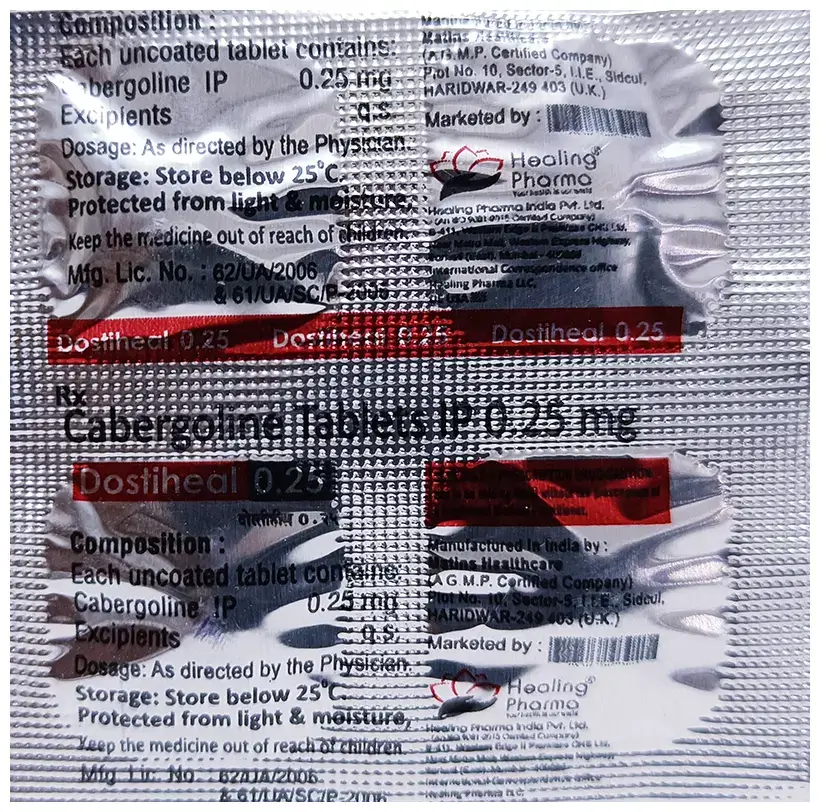 Composition :
Each uncoated tablet contains:
Cabergoline IP 0.25 mg
Excipients q.s.
Dosage: As directed by the Physician.
Storage: Store below 25°C.
Protected from light & moisture,
Keep the medicine out of reach of children.
Mfg. Lic. No. : 62/UA/2006
& 61/UA/SC/P-2006
(A G.M.P. Certified Company)
Plot No. 10, Sector-5, I.I.E., Sidcul,
HARIDWAR-249 403 (U.K.)
Marketed by :
Healing®
Pharma
Healing Pharma India Pvt. Ltd.
International Correspondence office
Healing Pharma LLC,
Dostiheal 0.25 Dostiheal 0.25 Dostiheal 0.25
Rx
Cabergoline Tablets IP 0.25 mg
Dostiheal 0.25
Composition :
Each uncoated tablet contains:
Cabergoline IP 0.25 mg
Excipients q.s.
Dosage: As directed by the Physician.
Storage: Store below 25°C.
Protected from light & moisture,
Keep the medicine out of reach of children.
Mfg. Lic. No. : 62/UA/2006
& 61/UA/SC/P-2006
Manufactured in India by :
Matins Healthcare
(A G.M.P. Certified Company)
Plot No. 10, Sector-5, I.I.E., Sidcul,
HARIDWAR-249 403 (U.K.)
Marketed by :
Healing®
Pharma
Healing Pharma India Pvt. Ltd.